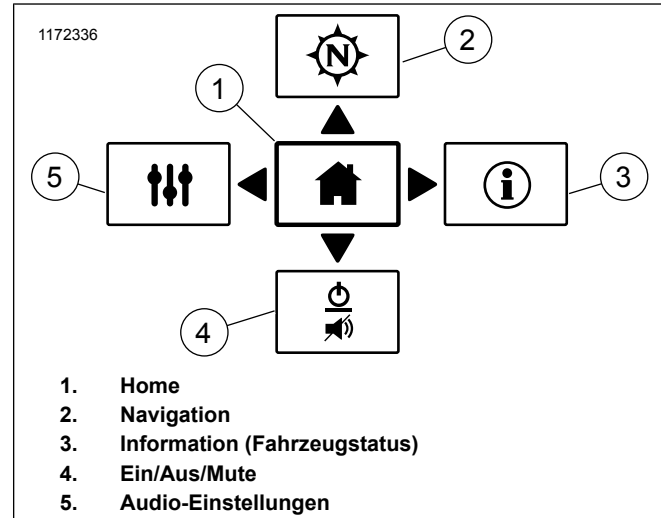 1172336
2
1
N
5
3
i
4
1. Home
2. Navigation
3. Information (Fahrzeugstatus)
4. Ein/Aus/Mute
5. Audio-Einstellungen